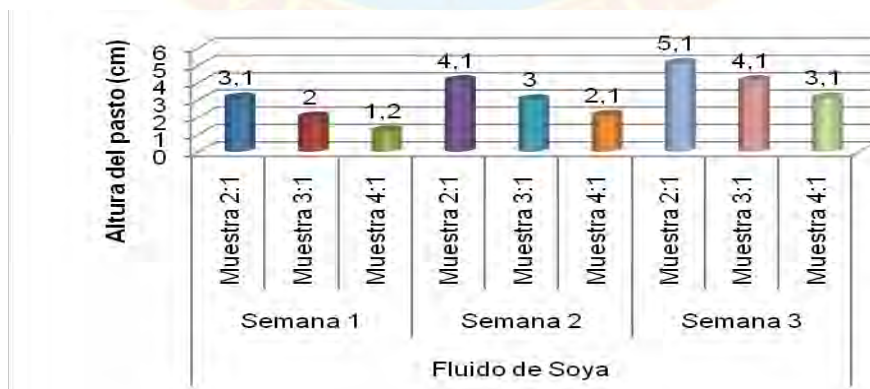 Altura del pasto (cm)
6
5
4
3
2
1
0
3,1
2
1,2
4,1
3
2,1
5,1
4,1
3,1
Muestra 2:1
Muestra 3:1
Muestra 4:1
Muestra 2:1
Muestra 3:1
Muestra 4:1
Muestra 2:1
Muestra 3:1
Muestra 4:1
Semana 1
Semana 2
Semana 3
Fluido de Soya